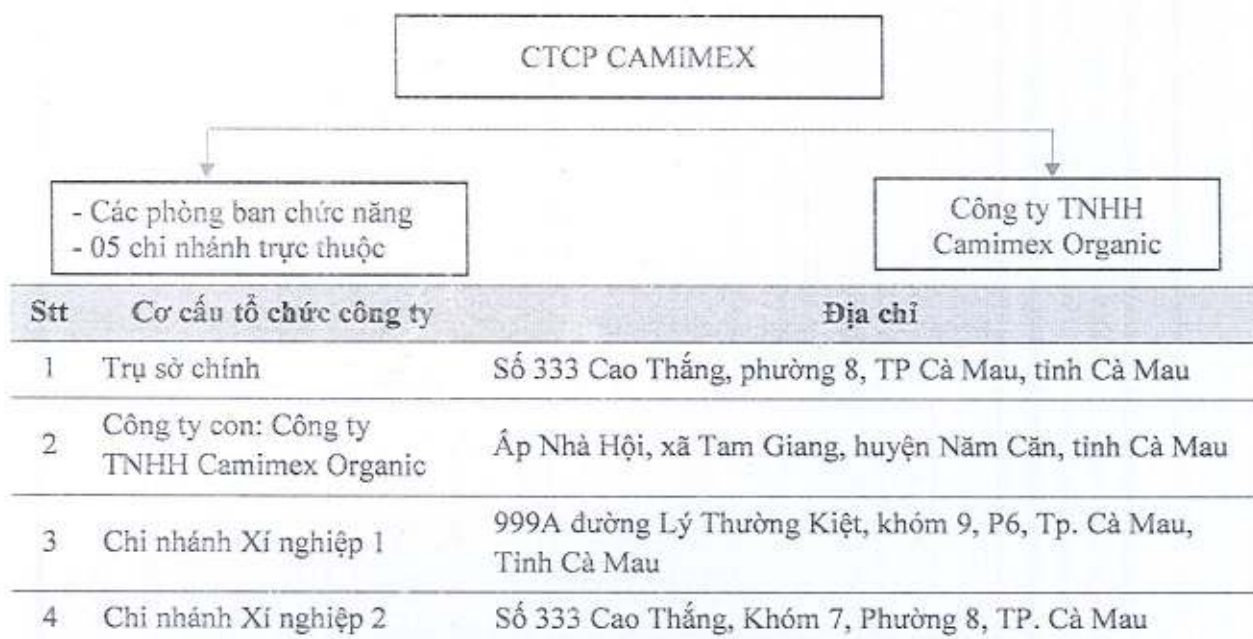 CTCP CAMIMEX
- Các phòng ban chức năng
- 05 chi nhánh trực thuộc
Công ty TNHH
Camimex Organic
Stt Cơ cấu tổ chức công ty Địa chỉ
1 Trụ sở chính Số 333 Cao Thắng, phường 8, TP Cà Mau, tỉnh Cà Mau
Công ty con: Công ty
2 TNHH Camimex Organic Ấp Nhà Hội, xã Tam Giang, huyện Năm Căn, tỉnh Cà Mau
999A đường Lý Thường Kiệt, khóm 9, P6, Tp. Cà Mau,
3 Chi nhánh Xí nghiệp 1
Tỉnh Cà Mau
4 Chi nhánh Xí nghiệp 2 Số 333 Cao Thắng, Khóm 7, Phường 8, TP. Cà Mau